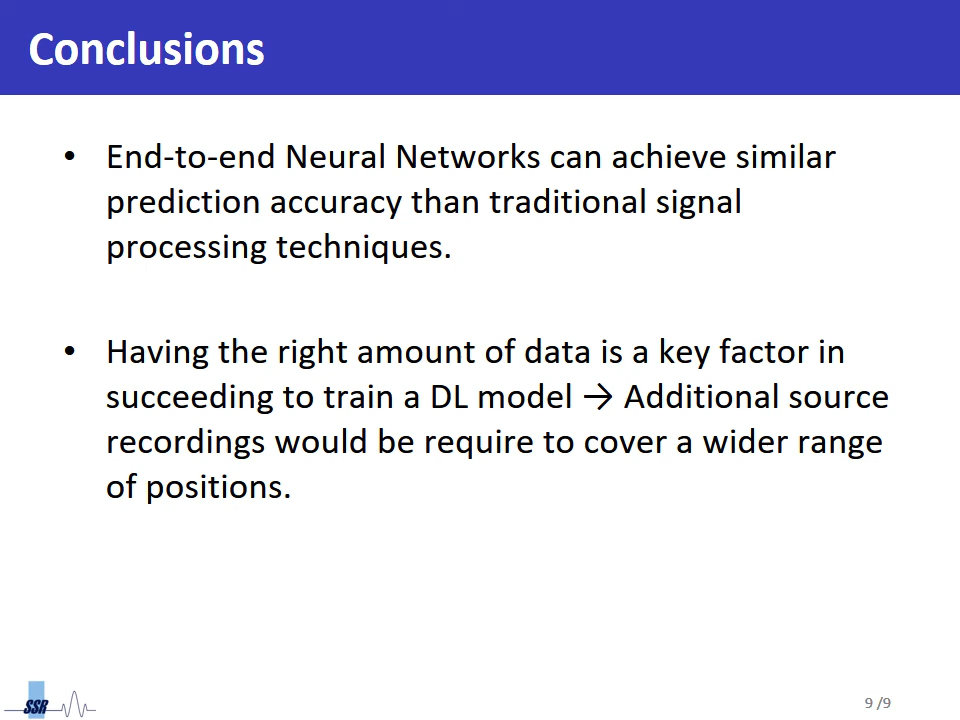 Conclusions
• End-to-end Neural Networks can achieve similar
prediction accuracy than traditional signal
processing techniques.
• Having the right amount of data is a key factor in
succeeding to train a DL model → Additional source
recordings would be require to cover a wider range
of positions.
SSR
9 /9